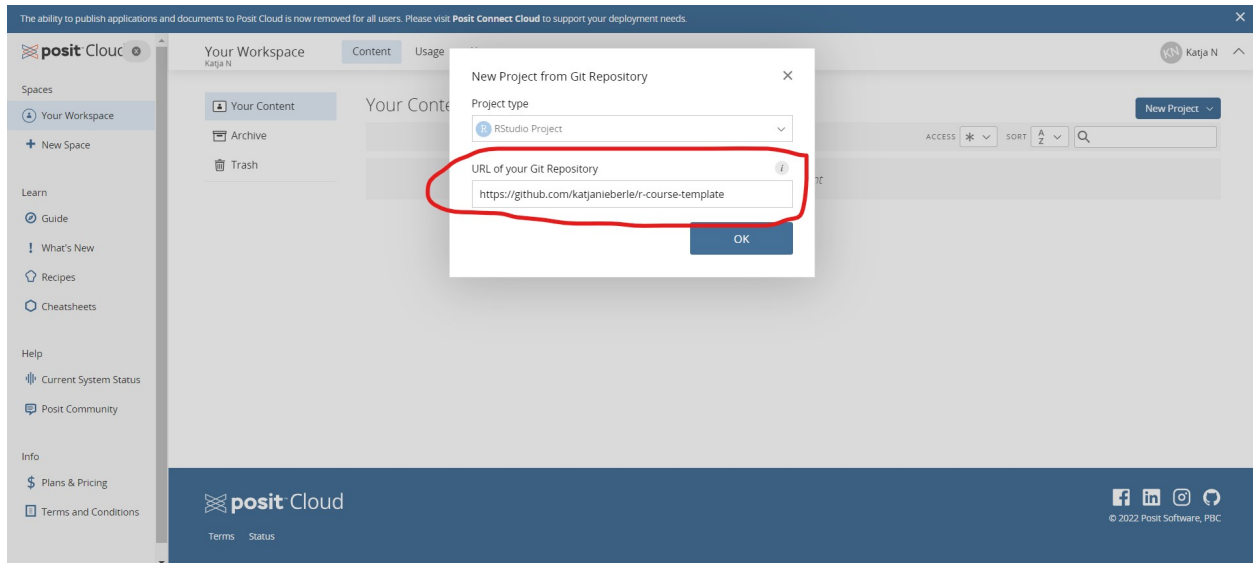 The ability to publish applications and documents to Posit Cloud is now removed for all users. Please visit Posit Connect Cloud to support your deployment needs.
posit Cloud
Your Workspace
Katja N
Content
Usage
KN Katja N
Spaces
Your Workspace
New Space
Learn
Guide
What's New
Recipes
Cheatsheets
Help
Current System Status
Posit Community
Info
Plans & Pricing
Terms and Conditions
Your Content
Archive
Trash
Your Conte
New Project
ACCESS
SORT
A Z
New Project from Git Repository
Project type
R RStudio Project
URL of your Git Repository
https://github.com/katjanieberle/r-course-template
OK
posit Cloud
Terms Status
© 2022 Posit Software, PBC